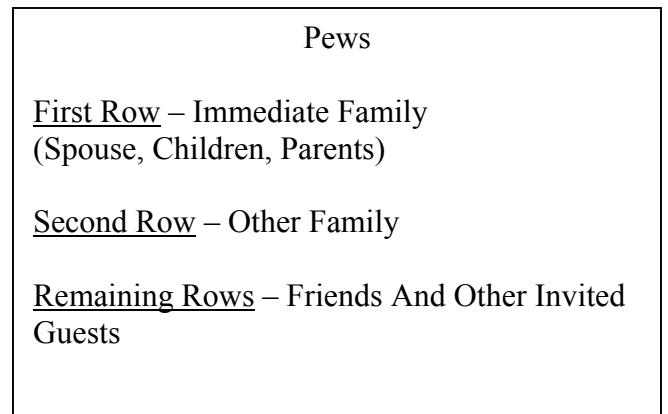 Pews
First Row – Immediate Family
(Spouse, Children, Parents)
Second Row – Other Family
Remaining Rows – Friends And Other Invited
Guests